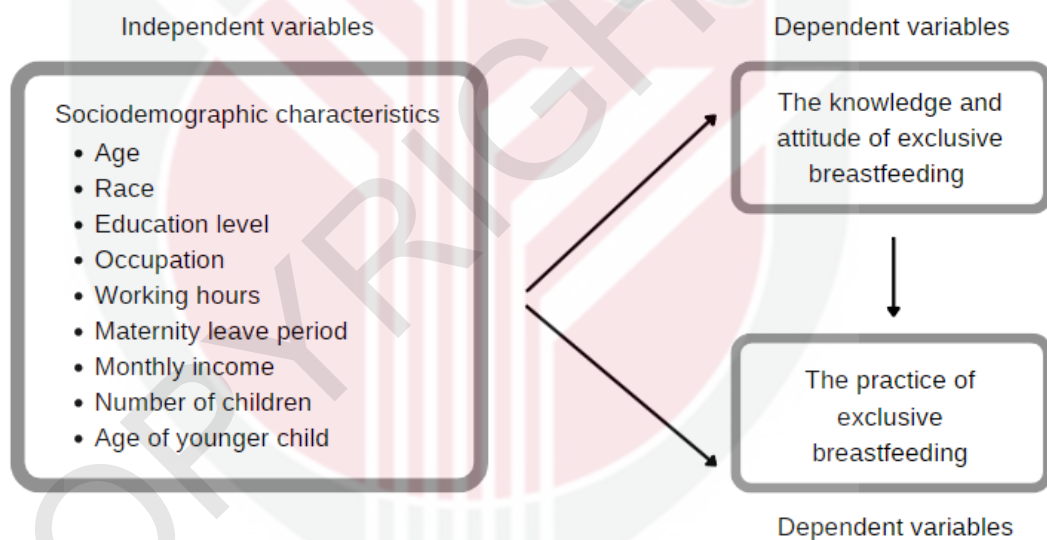 Independent variables
Sociodemographic characteristics
• Age
• Race
• Education level
• Occupation
• Working hours
• Maternity leave period
• Monthly income
• Number of children
• Age of younger child
Dependent variables
The knowledge and
attitude of exclusive
breastfeeding
The practice of
exclusive
breastfeeding
Dependent variables
OPYRIGH